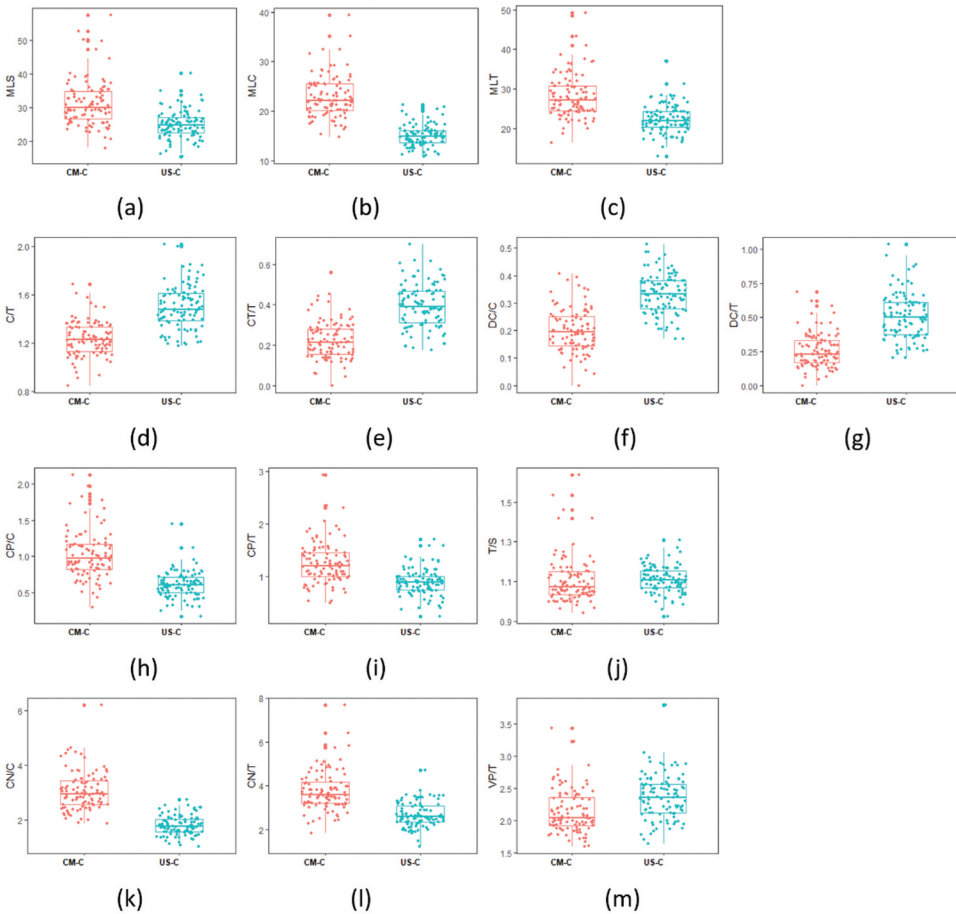 MLS
50
40
30
20
CM-C US-C
(a)
MLC
40
30
20
10
CM-C US-C
(b)
MLT
50
40
30
20
CM-C US-C
(c)
C/T
2.0
1.6
1.2
0.8
CM-C US-C
(d)
CT/T
0.6
0.4
0.2
0.0
CM-C US-C
(e)
DC/C
0.5
0.4
0.3
0.2
0.1
0.0
CM-C US-C
(f)
DC/T
1.00
0.75
0.50
0.25
0.00
CM-C US-C
(g)
CP/C
2.0
1.5
1.0
0.5
CM-C US-C
(h)
CP/T
3
2
1
CM-C US-C
(i)
T/S
1.5
1.3
1.1
0.9
CM-C US-C
(j)
CN/C
6
4
2
CM-C US-C
(k)
CN/T
8
6
4
2
CM-C US-C
(l)
VP/T
3.5
3.0
2.5
2.0
1.5
CM-C US-C
(m)